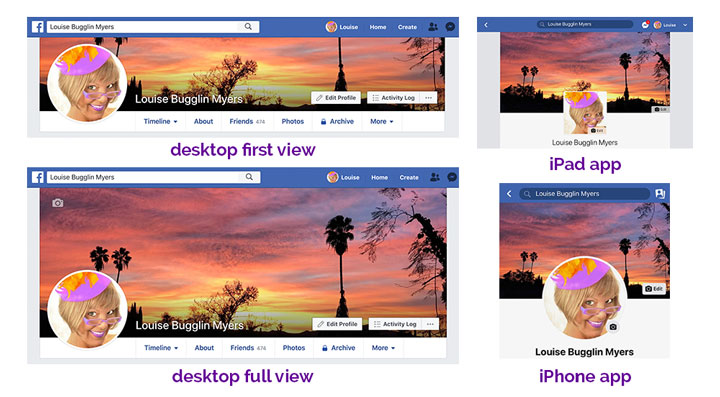 Louise Bugglin Myers
Louise Home Create
Louise Bugglin Myers
Edit Profile Activity Log ...
Timeline About Friends 474 Photos Archive More
desktop first view
Louise Bugglin Myers
Louise Home Create
Louise Bugglin Myers
Edit Profile Activity Log ...
Timeline About Friends 474 Photos Archive More
desktop full view
Louise Bugglin Myers
Louise
Edit
Edit
Louise Bugglin Myers
iPad app
Louise Bugglin Myers
Edit
Louise Bugglin Myers
iPhone app